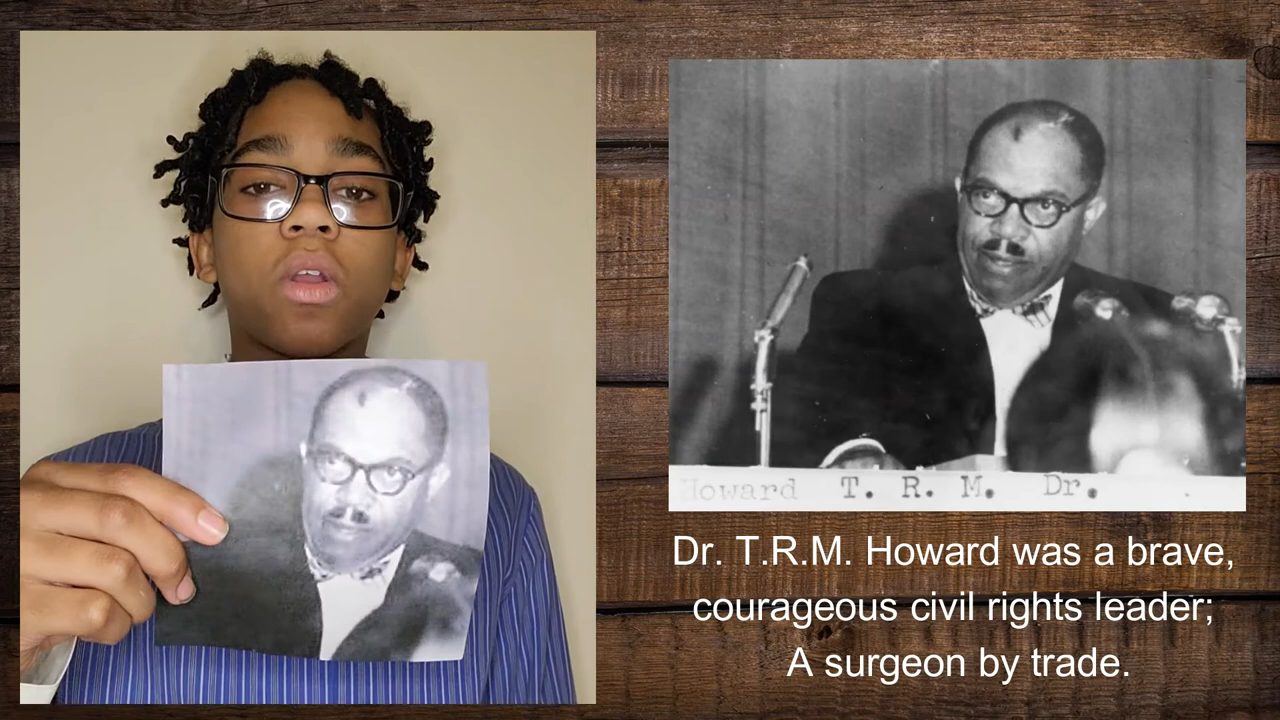 Howard T. R. M. Dr.
Dr. T.R.M. Howard was a brave,
courageous civil rights leader;
A surgeon by trade.